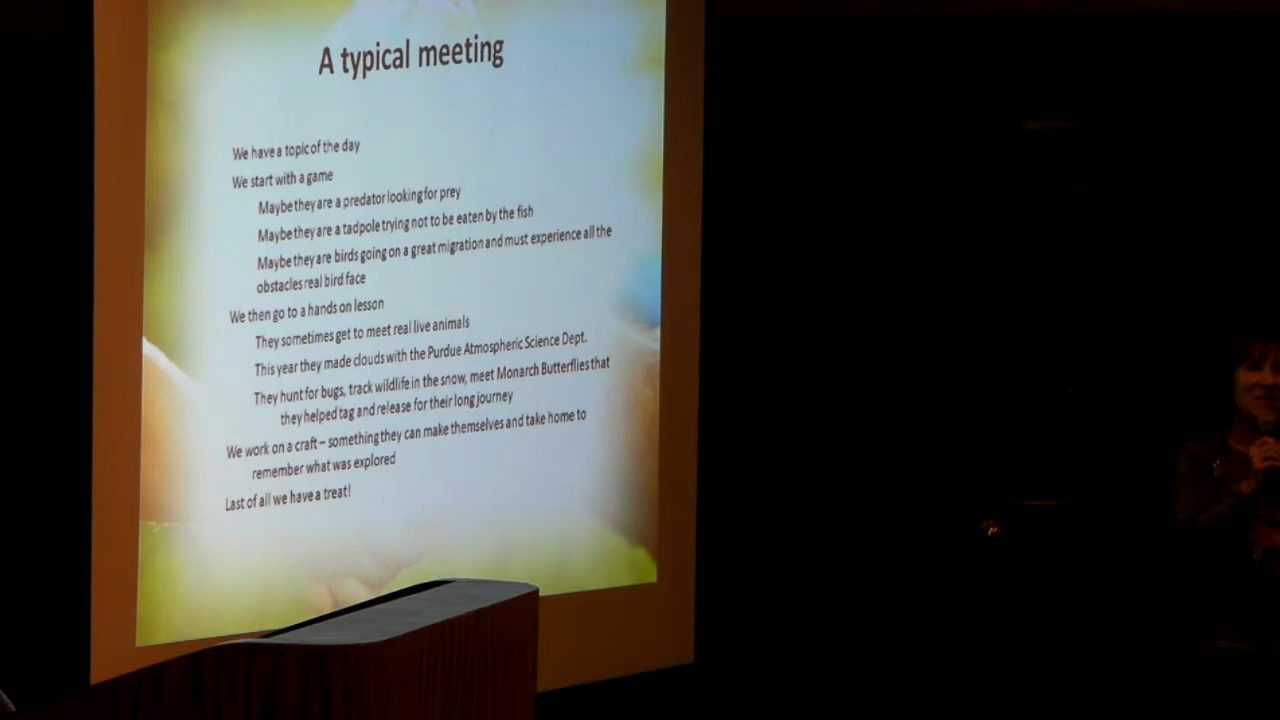 A typical meeting
We have a topic of the day
We start with a game
Maybe they are a predator looking for prey
Maybe they are a tadpole trying not to be eaten by the fish
Maybe they are birds going on a great migration and must experience all the
obstacles real bird face
We then go to a hands on lesson
They sometimes get to meet real live animals
This year they made clouds with the Purdue Atmospheric Science Dept.
They hunt for bugs, track wildlife in the snow, meet Monarch Butterflies that
they helped tag and release for their long journey
We work on a craft – something they can make themselves and take home to
remember what was explored
Last of all we have a treat!